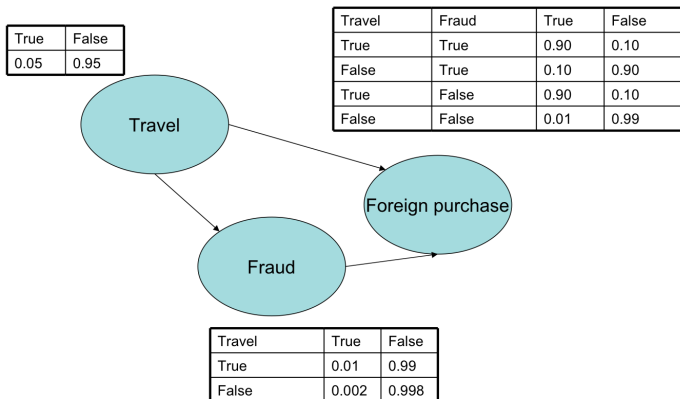 True False
0.05 0.95
Travel Fraud True False
True True 0.90 0.10
False True 0.10 0.90
True False 0.90 0.10
False False 0.01 0.99
Travel
Foreign purchase
Fraud
Travel True False
True 0.01 0.99
False 0.002 0.998